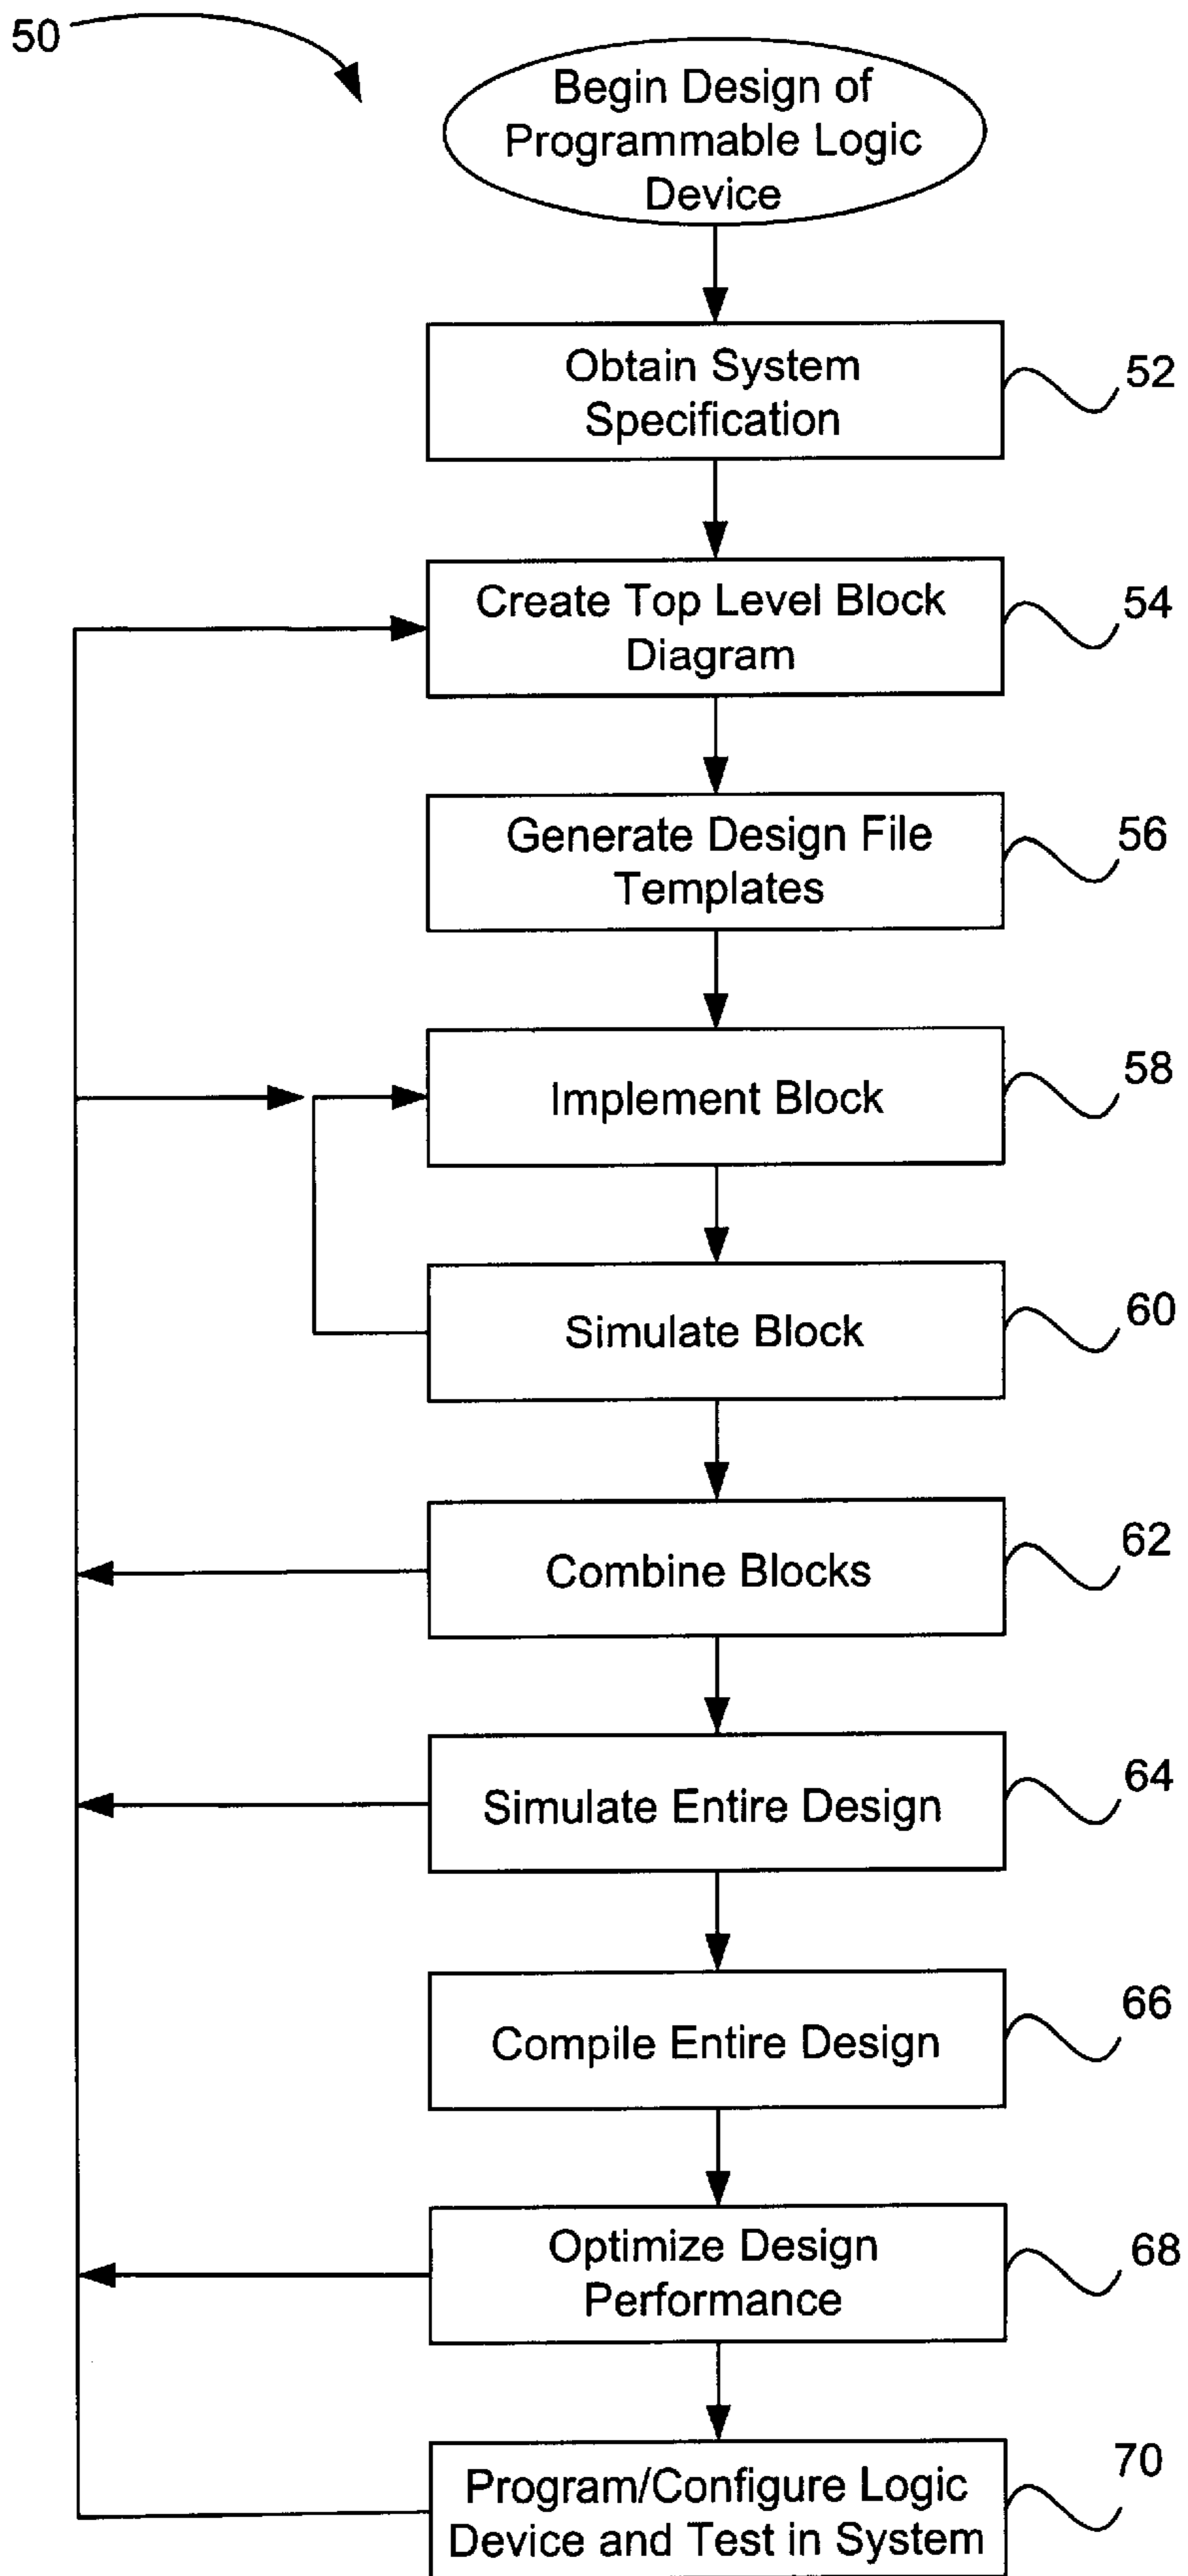 50
Begin Design of
Programmable Logic
Device
Obtain System
Specification
52
Create Top Level Block
Diagram
54
Generate Design File
Templates
56
Implement Block
58
Simulate Block
60
Combine Blocks
62
Simulate Entire Design
64
Compile Entire Design
66
Optimize Design
Performance
68
Program/Configure Logic
Device and Test in System
70